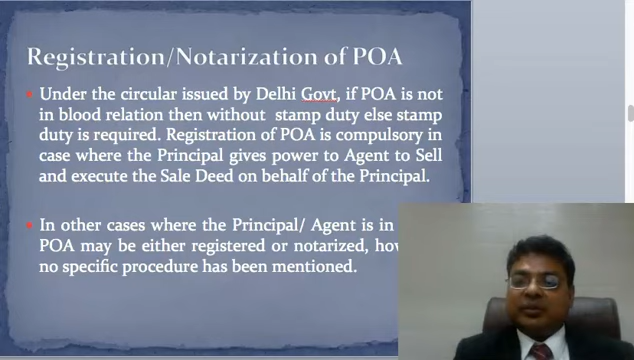 Registration/Notarization of POA
Under the circular issued by Delhi Govt, if POA is not
in blood relation then without stamp duty else stamp
duty is required. Registration of POA is compulsory in
case where the Principal gives power to Agent to Sell
and execute the Sale Deed on behalf of the Principal.
In other cases where the Principal/ Agent is in
POA may be either registered or notarized,
no specific procedure has been mentioned.